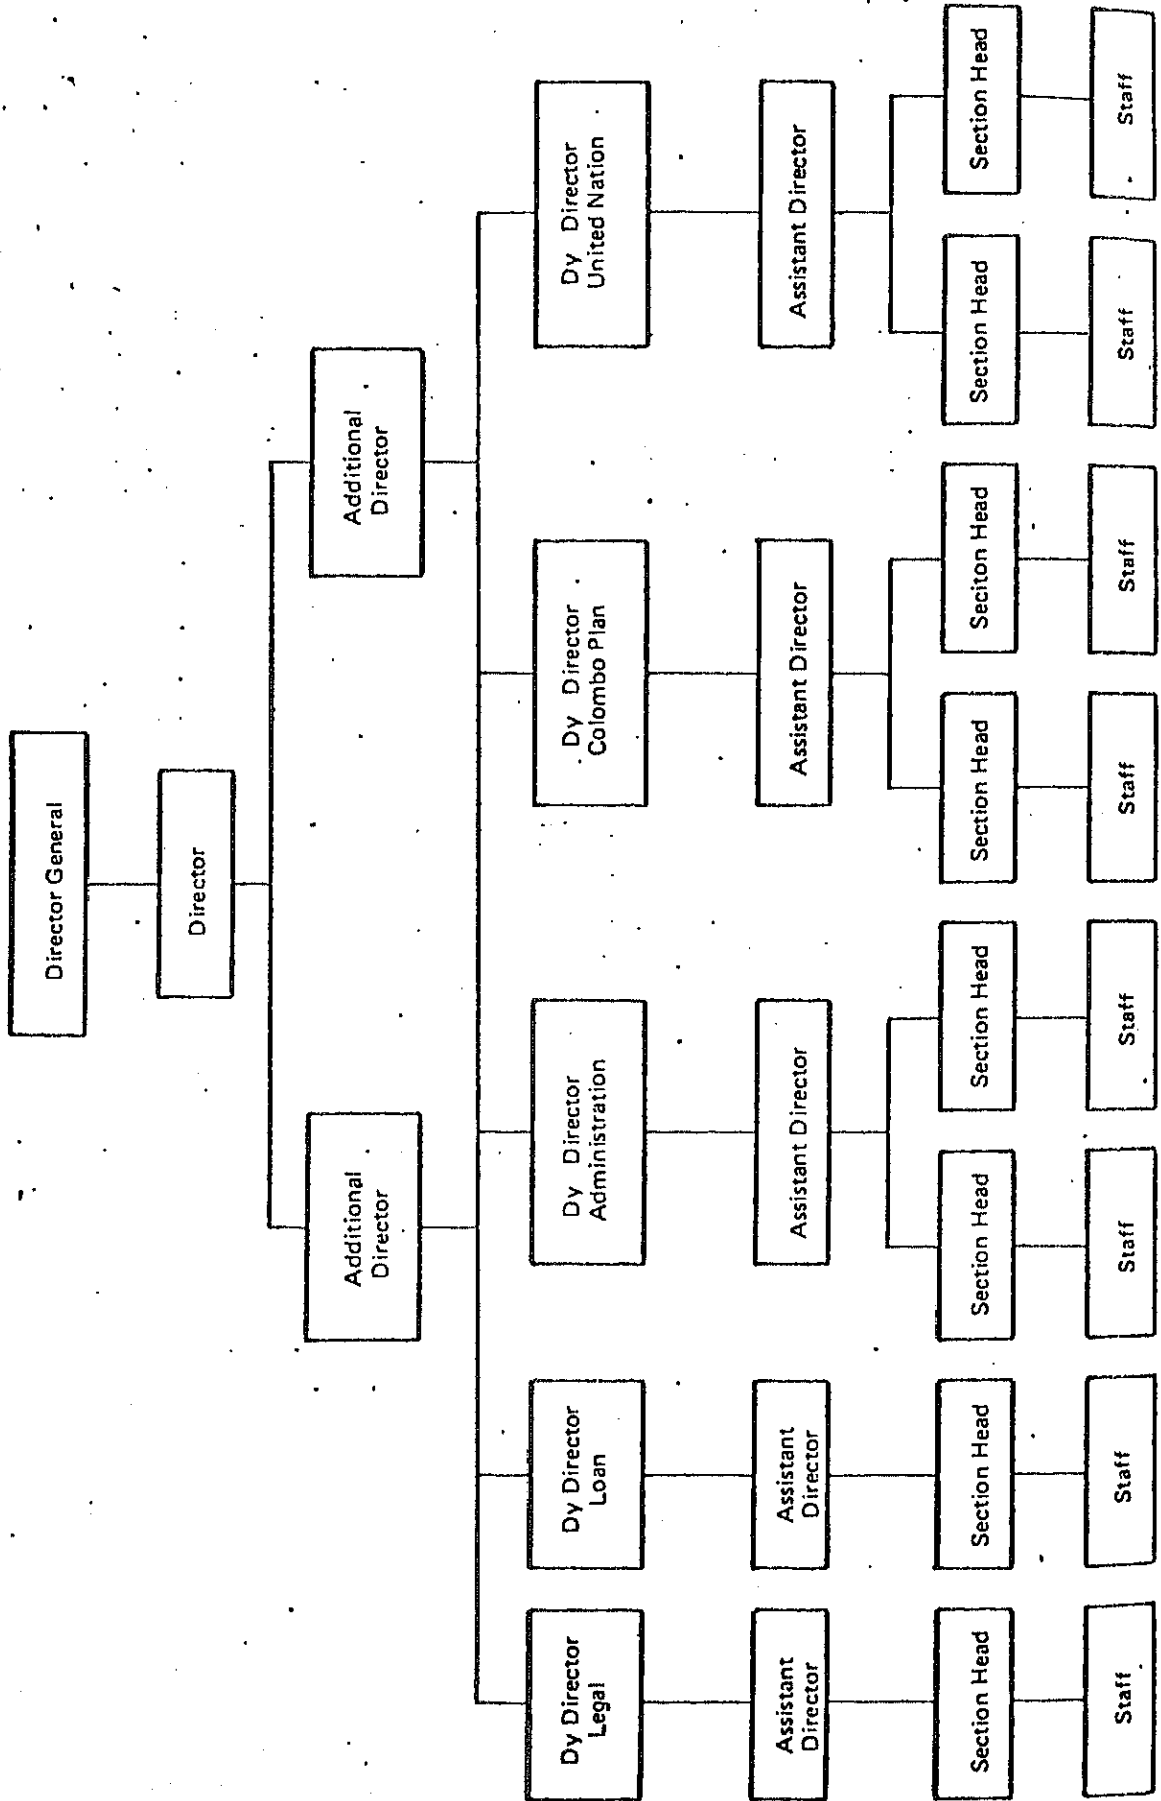 Director General
Director
Additional
Director
Additional
Director
Dy Director
Legal
Dy Director
Loan
Dy Director
Administration
Dy Director
Colombo Plan
Dy Director
United Nation
Assistant
Director
Assistant
Director
Assistant Director
Assistant Director
Assistant Director
Section Head
Section Head
Section Head
Section Head
Section Head
Seciton Head
Section Head
Section Head
Staff
Staff
Staff
Staff
Staff
Staff
Staff
Staff